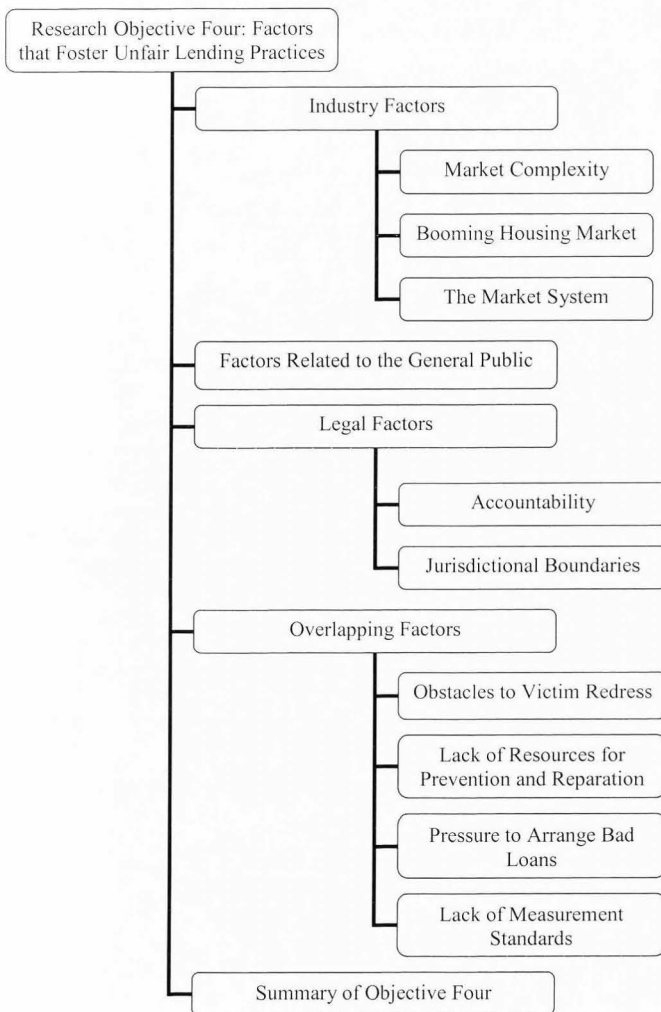 Research Objective Four: Factors
that Foster Unfair Lending Practices
Industry Factors
Market Complexity
Booming Housing Market
The Market System
Factors Related to the General Public
Legal Factors
Accountability
Jurisdictional Boundaries
Overlapping Factors
Obstacles to Victim Redress
Lack of Resources for
Prevention and Reparation
Pressure to Arrange Bad
Loans
Lack of Measurement
Standards
Summary of Objective Four